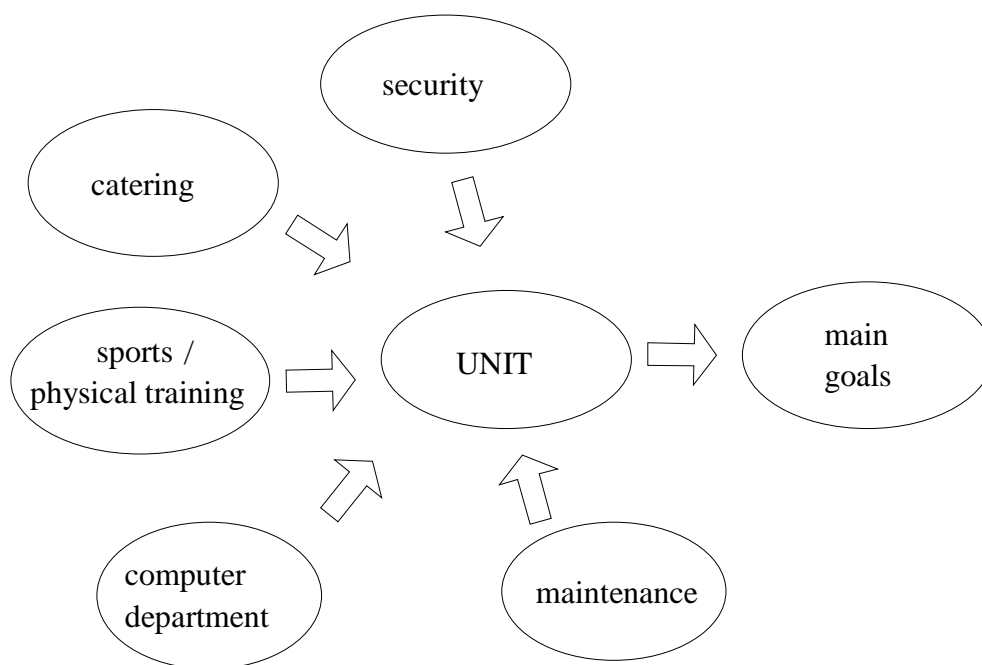 security
catering
sports /
physical training
UNIT
main
goals
computer
department
maintenance